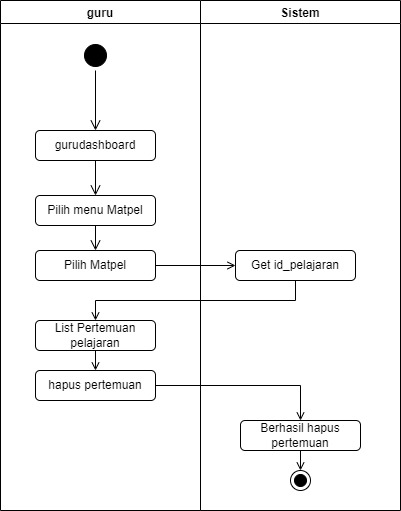 guru
Sistem
gurudashboard
Pilih menu Matpel
Pilih Matpel
Get id_pelajaran
List Pertemuan
pelajaran
hapus pertemuan
Berhasil hapus
pertemuan